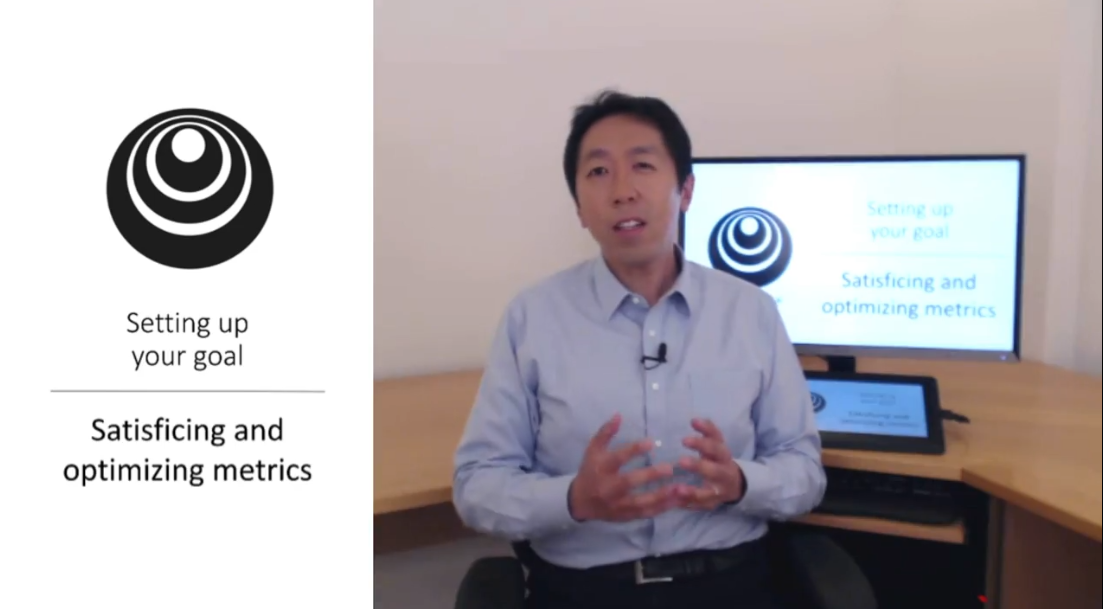 Setting up
your goal
Satisficing and
optimizing metrics
Setting up
your goal
Satisficing and
optimizing metrics